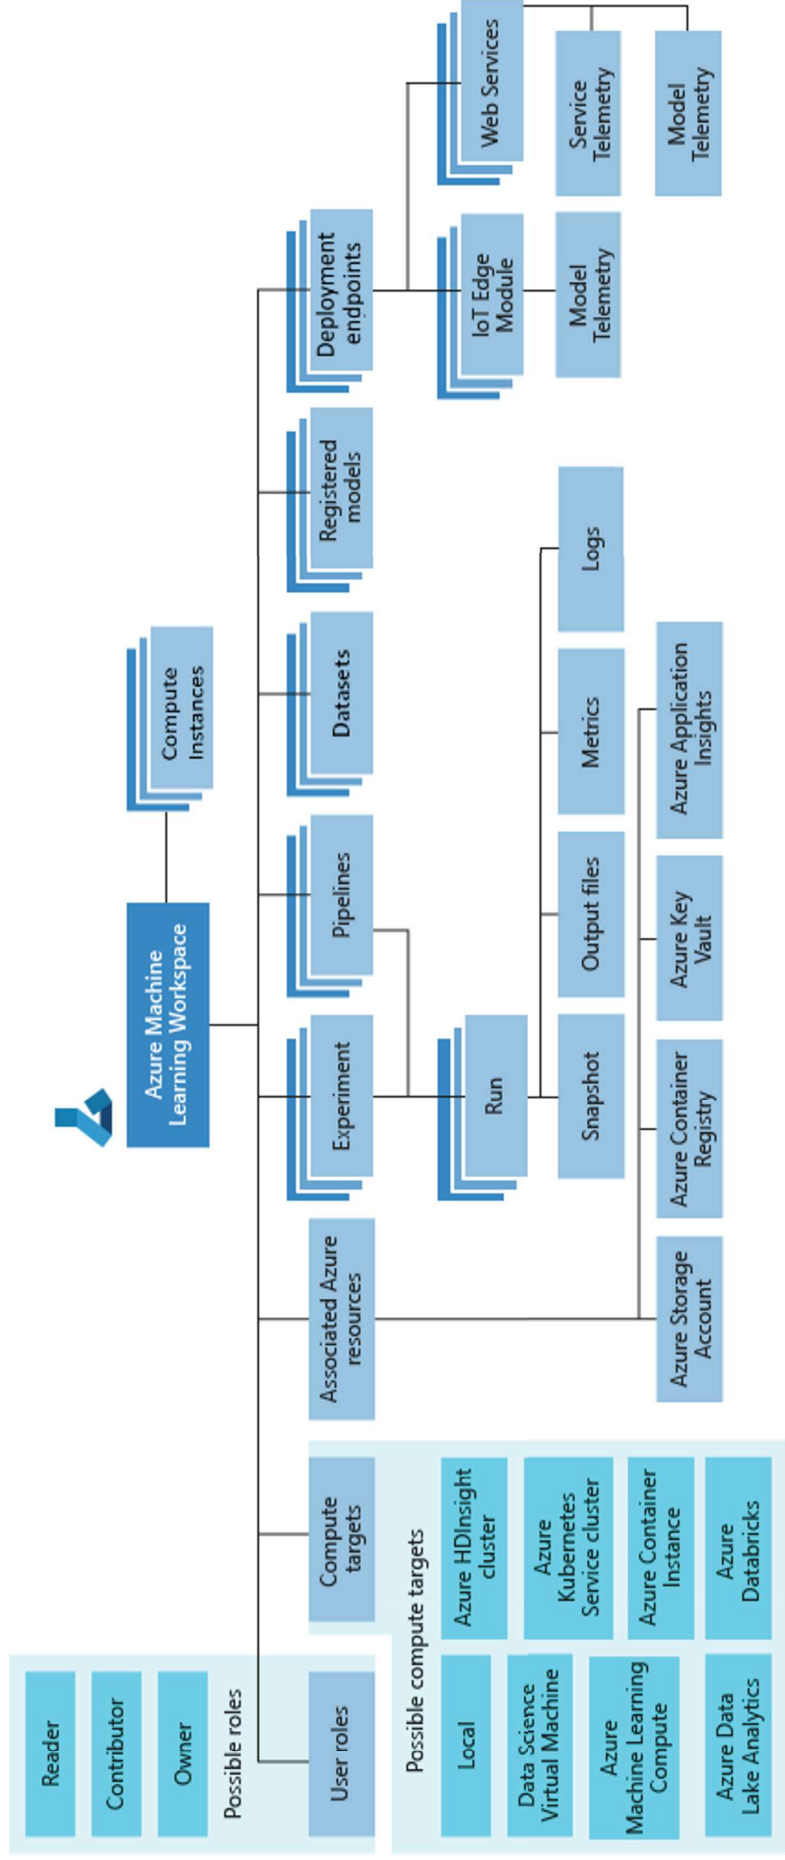 Azure Machine
Learning Workspace
Compute
Instances
Reader
Contributor
Owner
Possible roles
User roles
Compute
targets
Associated Azure
resources
Experiment
Pipelines
Datasets
Registered
models
Deployment
endpoints
Possible compute targets
Local
Data Science
Virtual Machine
Azure
Machine Learning
Compute
Azure Data
Lake Analytics
Azure HDInsight
cluster
Azure
Kubernetes
Service cluster
Azure Container
Instance
Azure
Databricks
Run
Snapshot
Output files
Metrics
Logs
Azure Storage
Account
Azure Container
Registry
Azure Key
Vault
Azure Application
Insights
IoT Edge
Module
Model
Telemetry
Web Services
Service
Telemetry
Model
Telemetry